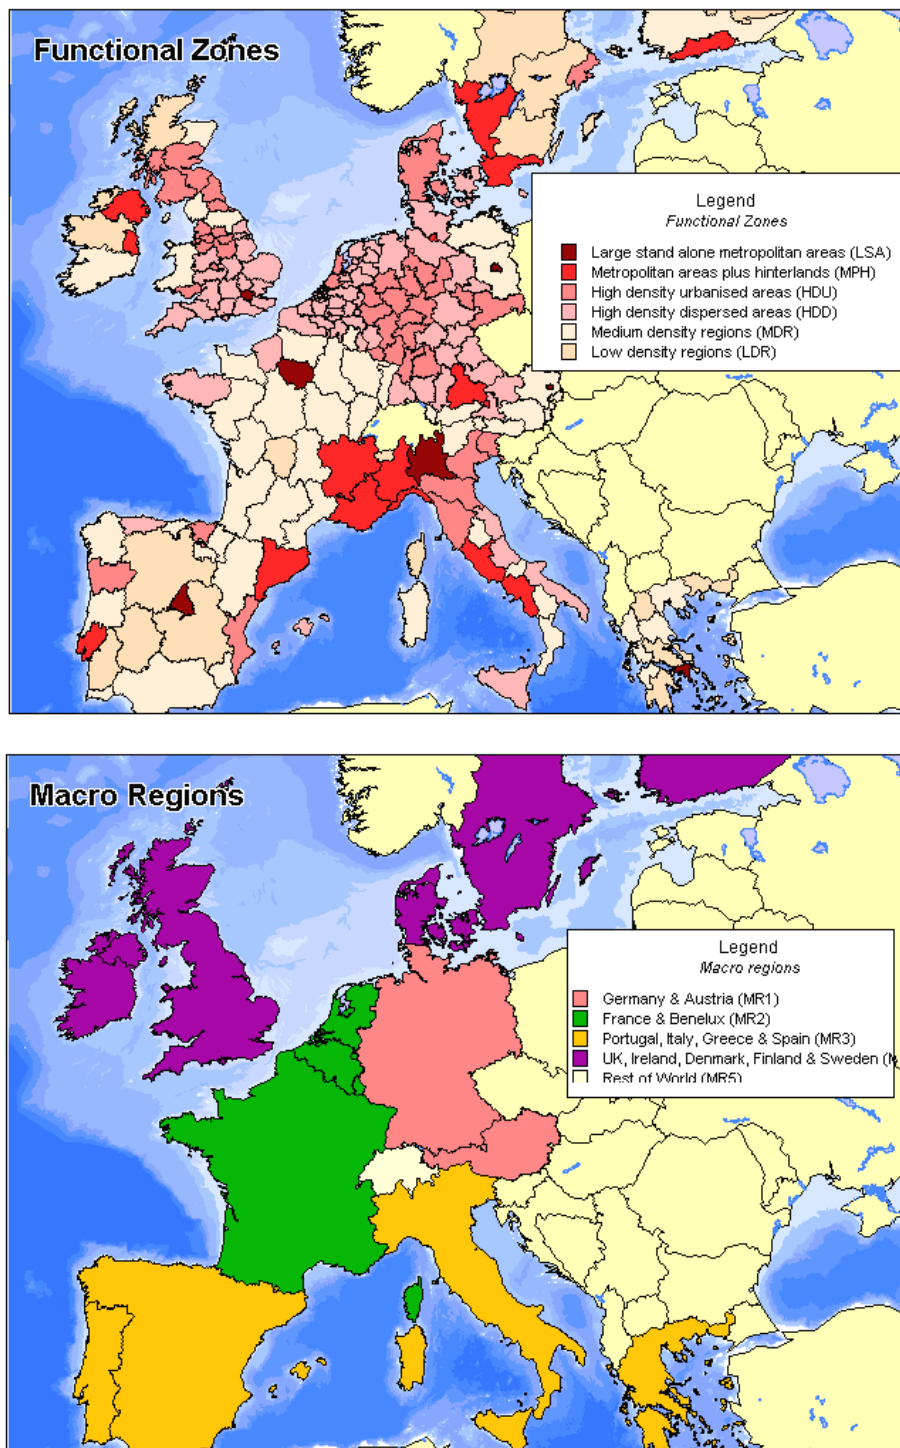 Functional Zones
Legend
Functional Zones
Large stand alone metropolitan areas (LSA)
Metropolitan areas plus hinterlands (MPH)
High density urbanised areas (HDU)
High density dispersed areas (HDD)
Medium density regions (MDR)
Low density regions (LDR)
Macro Regions
Legend
Macro regions
Germany & Austria (MR1)
France & Benelux (MR2)
Portugal, Italy, Greece & Spain (MR3)
UK, Ireland, Denmark, Finland & Sweden (
Rest of World (MR5)